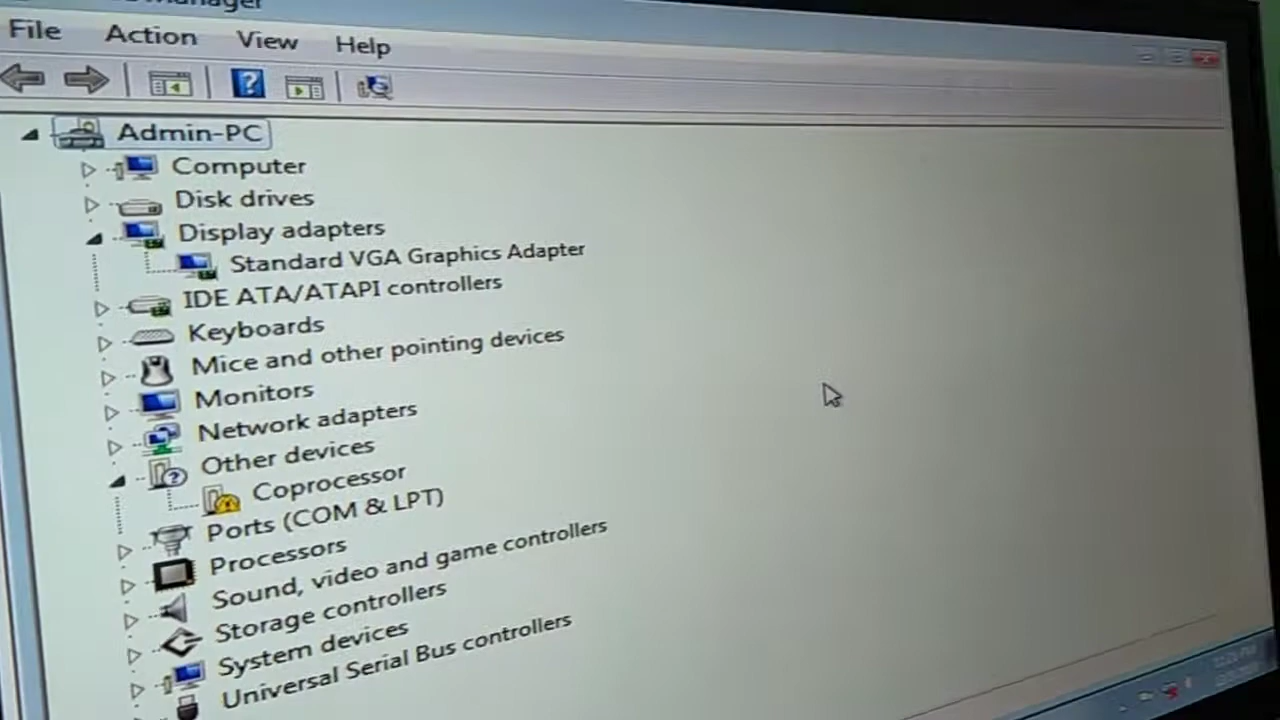 File Action View Help
Admin-PC
Computer
Disk drives
Display adapters
Standard VGA Graphics Adapter
IDE ATA/ATAPI controllers
Keyboards
Mice and other pointing devices
Monitors
Network adapters
Other devices
Coprocessor
Ports (COM & LPT)
Processors
Sound, video and game controllers
Storage controllers
System devices
Universal Serial Bus controllers